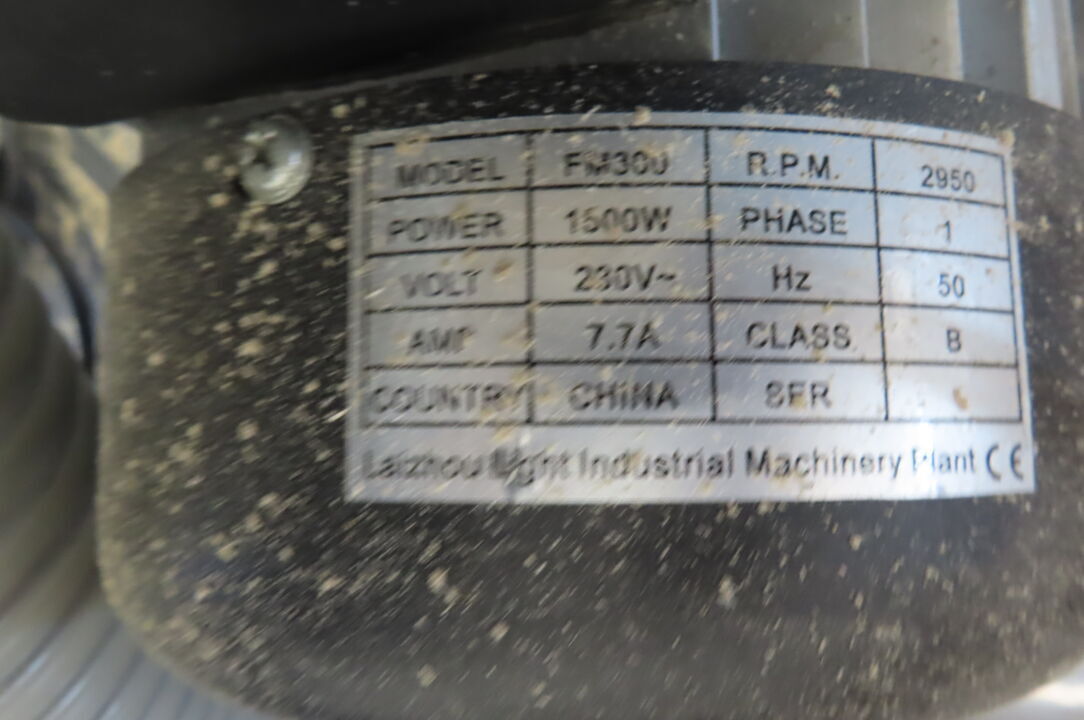 MODEL FM300 R.P.M. 2950
POWER 1500W PHASE 1
VOLT 230V~ Hz 50
AMP 7.7A CLASS B
COUNTRY CHINA SER
Laizhou Light Industrial Machinery Plant CE